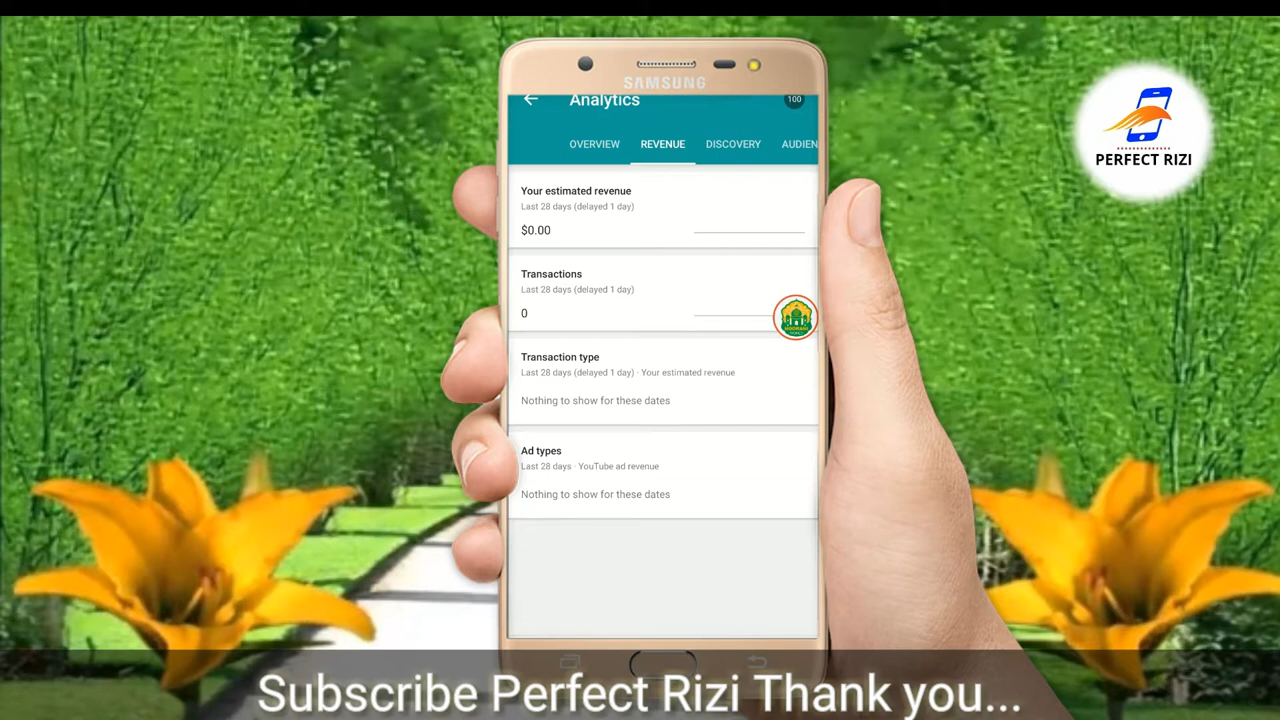 SAMSUNG
Analytics
100
OVERVIEW REVENUE DISCOVERY AUDIEN
Your estimated revenue
Last 28 days (delayed 1 day)
$0.00
Transactions
Last 28 days (delayed 1 day)
0
Transaction type
Last 28 days (delayed 1 day) · Your estimated revenue
Nothing to show for these dates
Ad types
Last 28 days · YouTube ad revenue
Nothing to show for these dates
PERFECT RIZI
Subscribe Perfect Rizi Thank you...